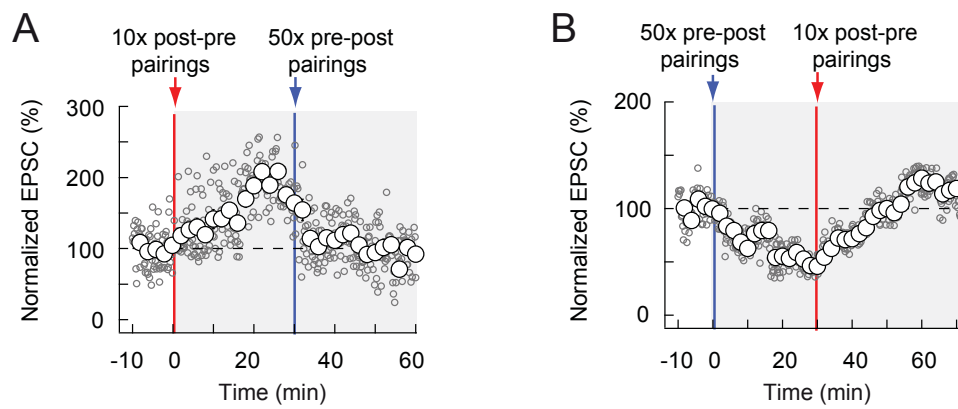 A
10x post-pre
pairings
50x pre-post
pairings
Normalized EPSC (%)
300
200
100
0
-10 0 20 40 60
Time (min)
B
50x pre-post
pairings
10x post-pre
pairings
Normalized EPSC (%)
200
100
0
-10 0 20 40 60
Time (min)